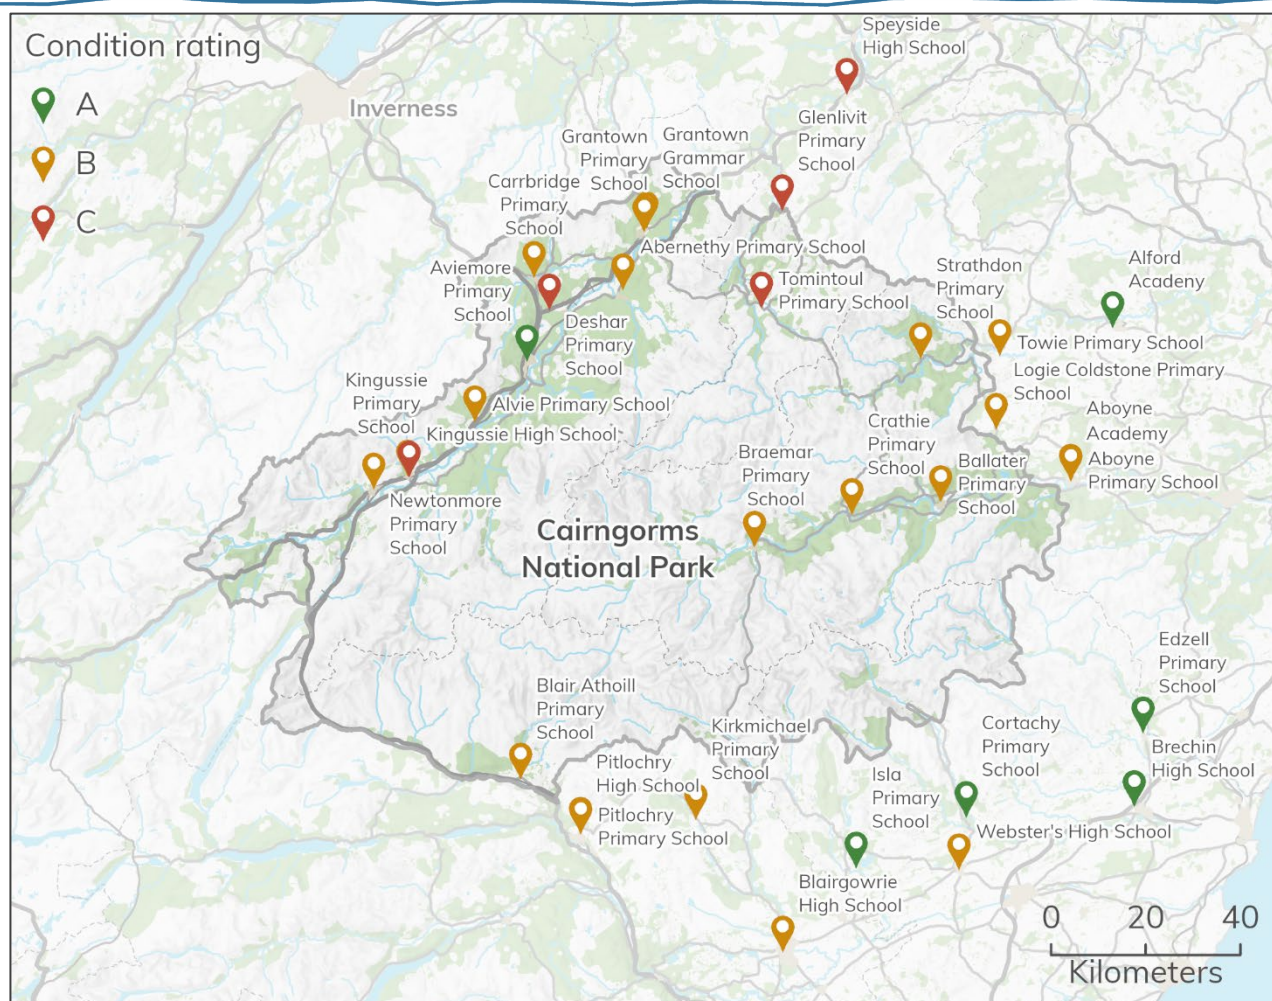 Condition rating
A
B
C
Inverness
Speyside
High School
Glenlivit
Primary
School
Grantown
Primary
School
Grantown
Grammar
School
Carrbridge
Primary
School
Abernethy Primary School
Aviemore
Primary
School
Deshar
Primary
School
Tomintoul
Primary School
Strathdon
Primary
School
Alford
Acadeny
Towie Primary School
Logie Coldstone Primary
School
Kingussie
Primary
School
Alvie Primary School
Kingussie High School
Newtonmore
Primary
School
Crathie
Primary
School
Braemar
Primary
School
Ballater
Primary
School
Aboyne
Academy
Aboyne
Primary School
Cairngorms
National Park
Blair Athoill
Primary
School
Pitlochry
High School
Pitlochry
Primary School
Kirkmichael
Primary
School
Isla
Primary
School
Cortachy
Primary
School
Edzell
Primary
School
Brechin
High School
Webster's High School
Blairgowrie
High School
0 20 40
Kilometers